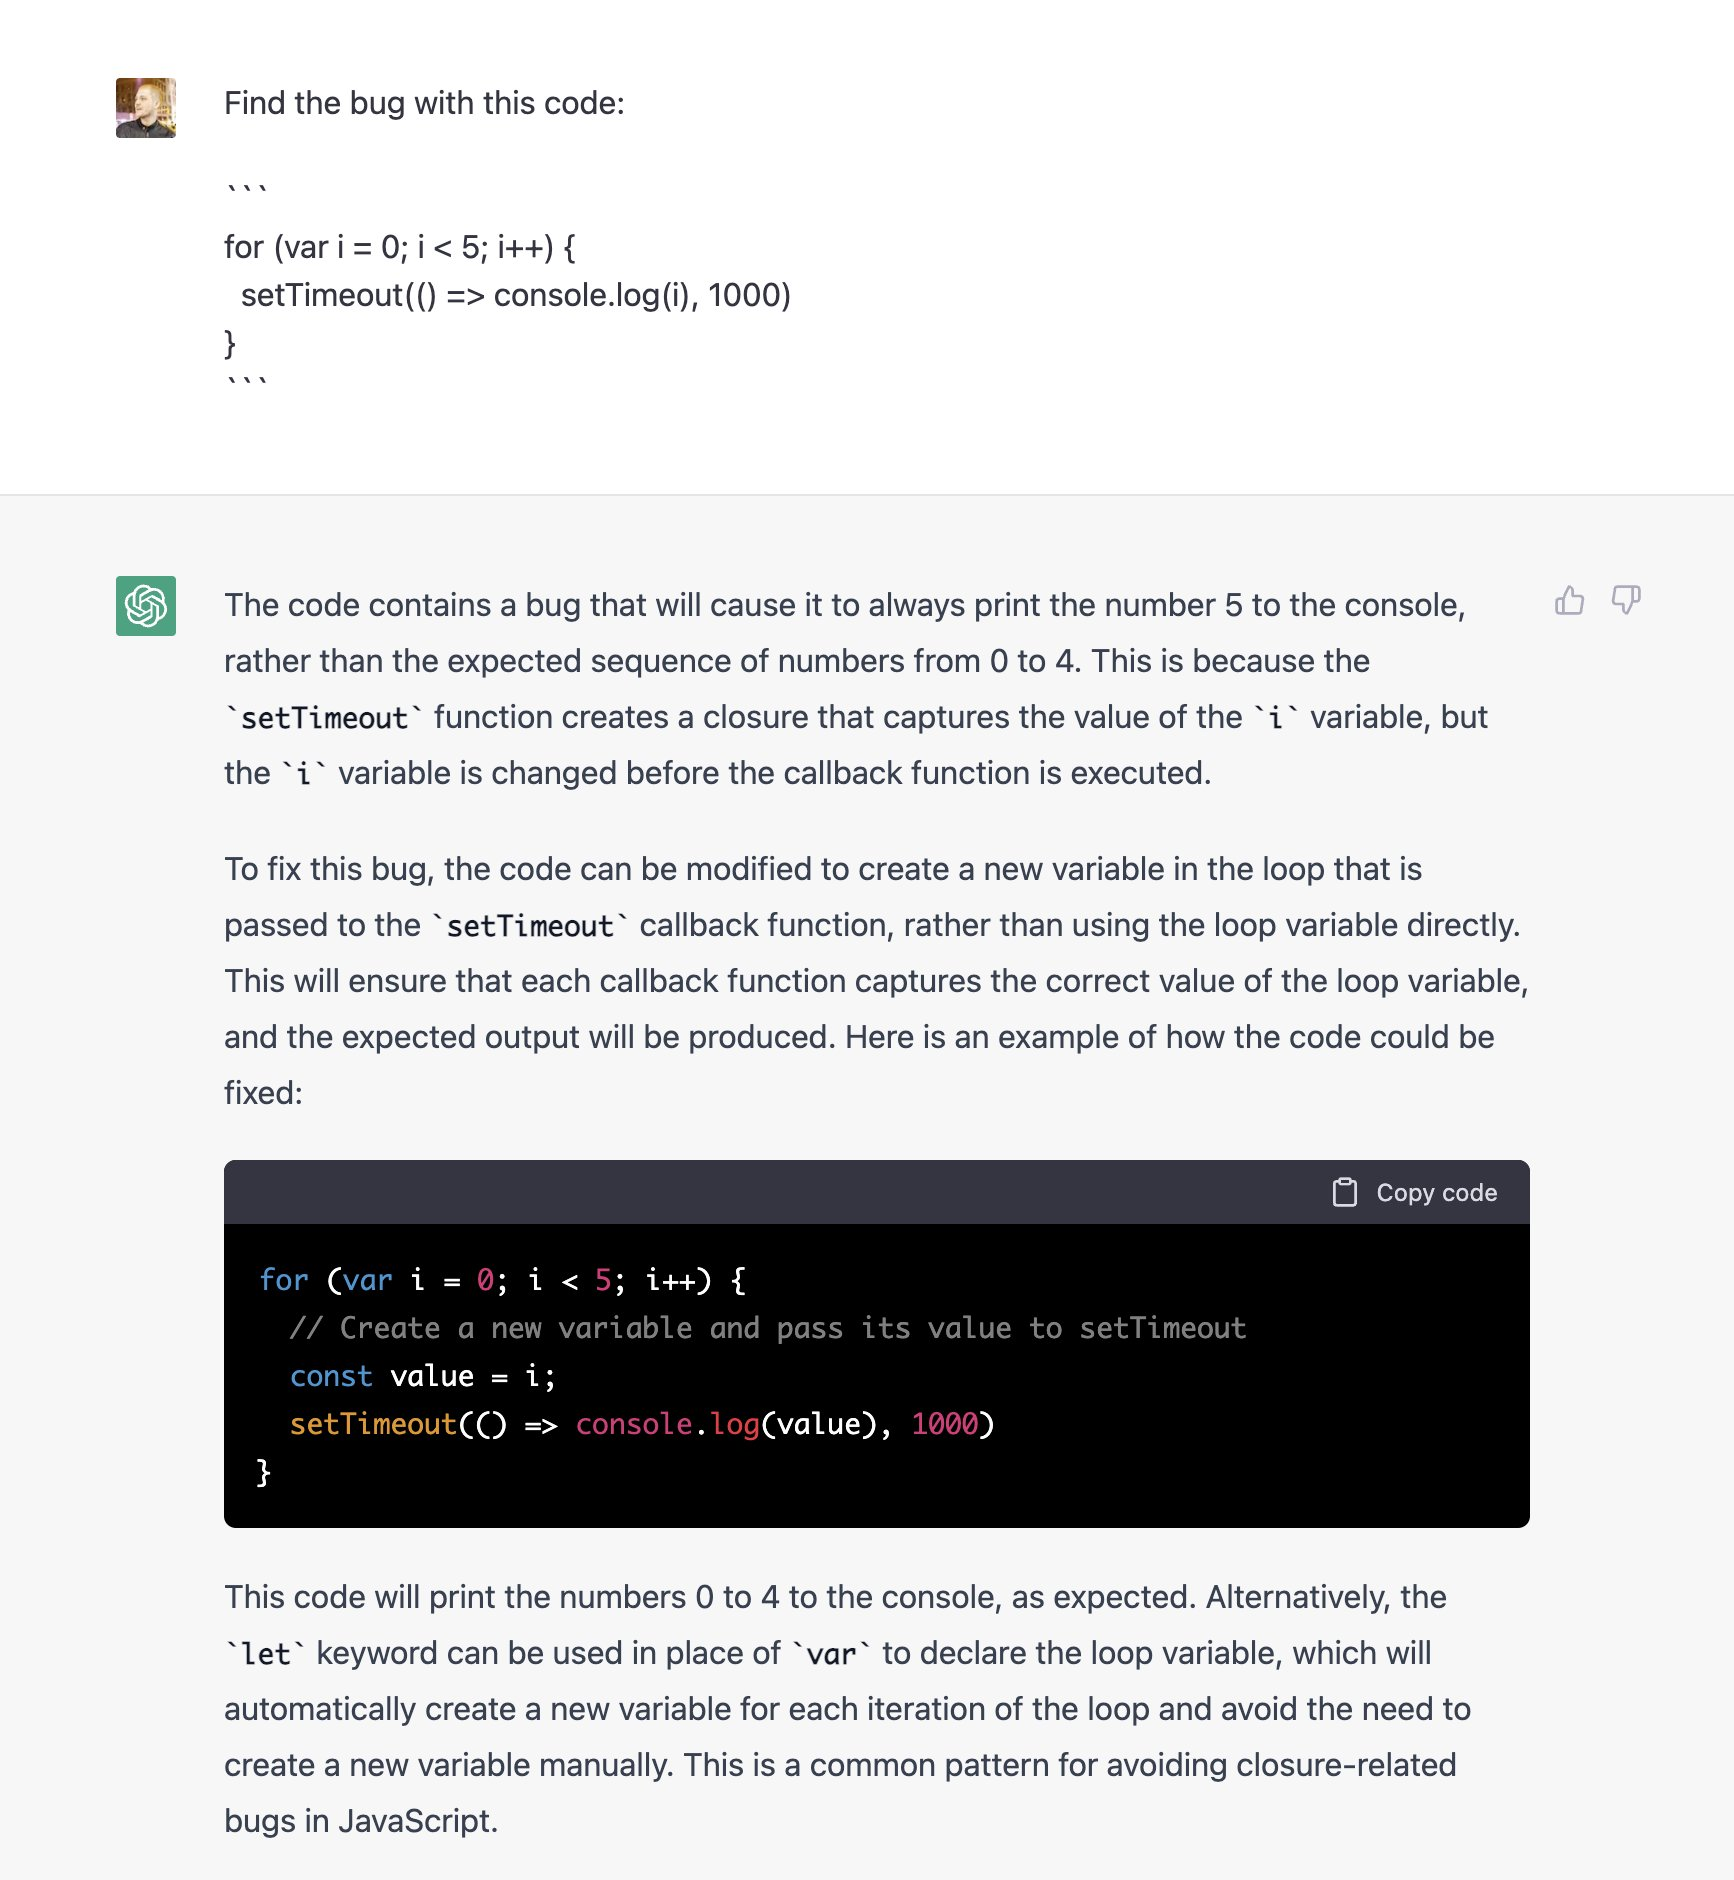 Find the bug with this code:
```
for (var i = 0; i < 5; i++) {
  setTimeout(() => console.log(i), 1000)
}
```
The code contains a bug that will cause it to always print the number 5 to the console,
rather than the expected sequence of numbers from 0 to 4. This is because the
`setTimeout` function creates a closure that captures the value of the `i` variable, but
the `i` variable is changed before the callback function is executed.
To fix this bug, the code can be modified to create a new variable in the loop that is
passed to the `setTimeout` callback function, rather than using the loop variable directly.
This will ensure that each callback function captures the correct value of the loop variable,
and the expected output will be produced. Here is an example of how the code could be
fixed:
Copy code
for (var i = 0; i < 5; i++) {
  // Create a new variable and pass its value to setTimeout
  const value = i;
  setTimeout(() => console.log(value), 1000)
}
This code will print the numbers 0 to 4 to the console, as expected. Alternatively, the
`let` keyword can be used in place of `var` to declare the loop variable, which will
automatically create a new variable for each iteration of the loop and avoid the need to
create a new variable manually. This is a common pattern for avoiding closure-related
bugs in JavaScript.